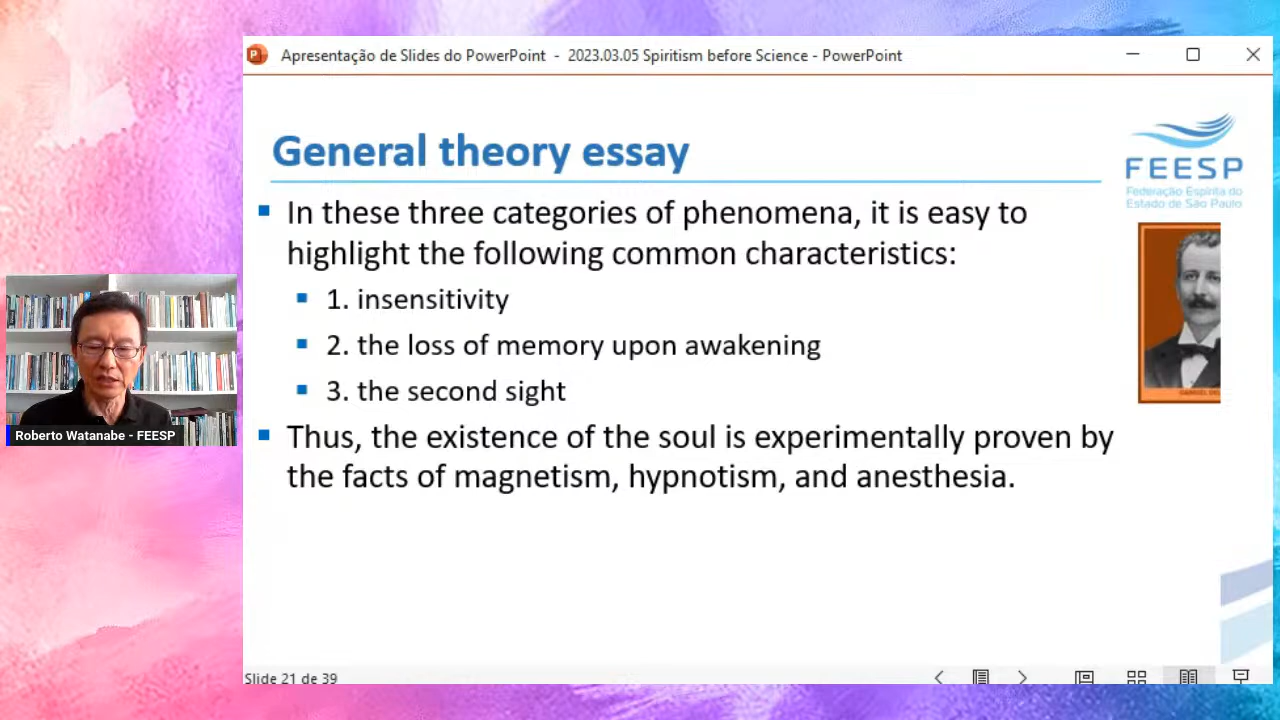 Apresentação de Slides do PowerPoint - 2023.03.05 Spiritism before Science - PowerPoint
General theory essay
FEESP
Federação Espírita do
Estado de São Paulo
In these three categories of phenomena, it is easy to
highlight the following common characteristics:
1. insensitivity
2. the loss of memory upon awakening
3. the second sight
Thus, the existence of the soul is experimentally proven by
the facts of magnetism, hypnotism, and anesthesia.
Roberto Watanabe - FEESP
Slide 21 de 39